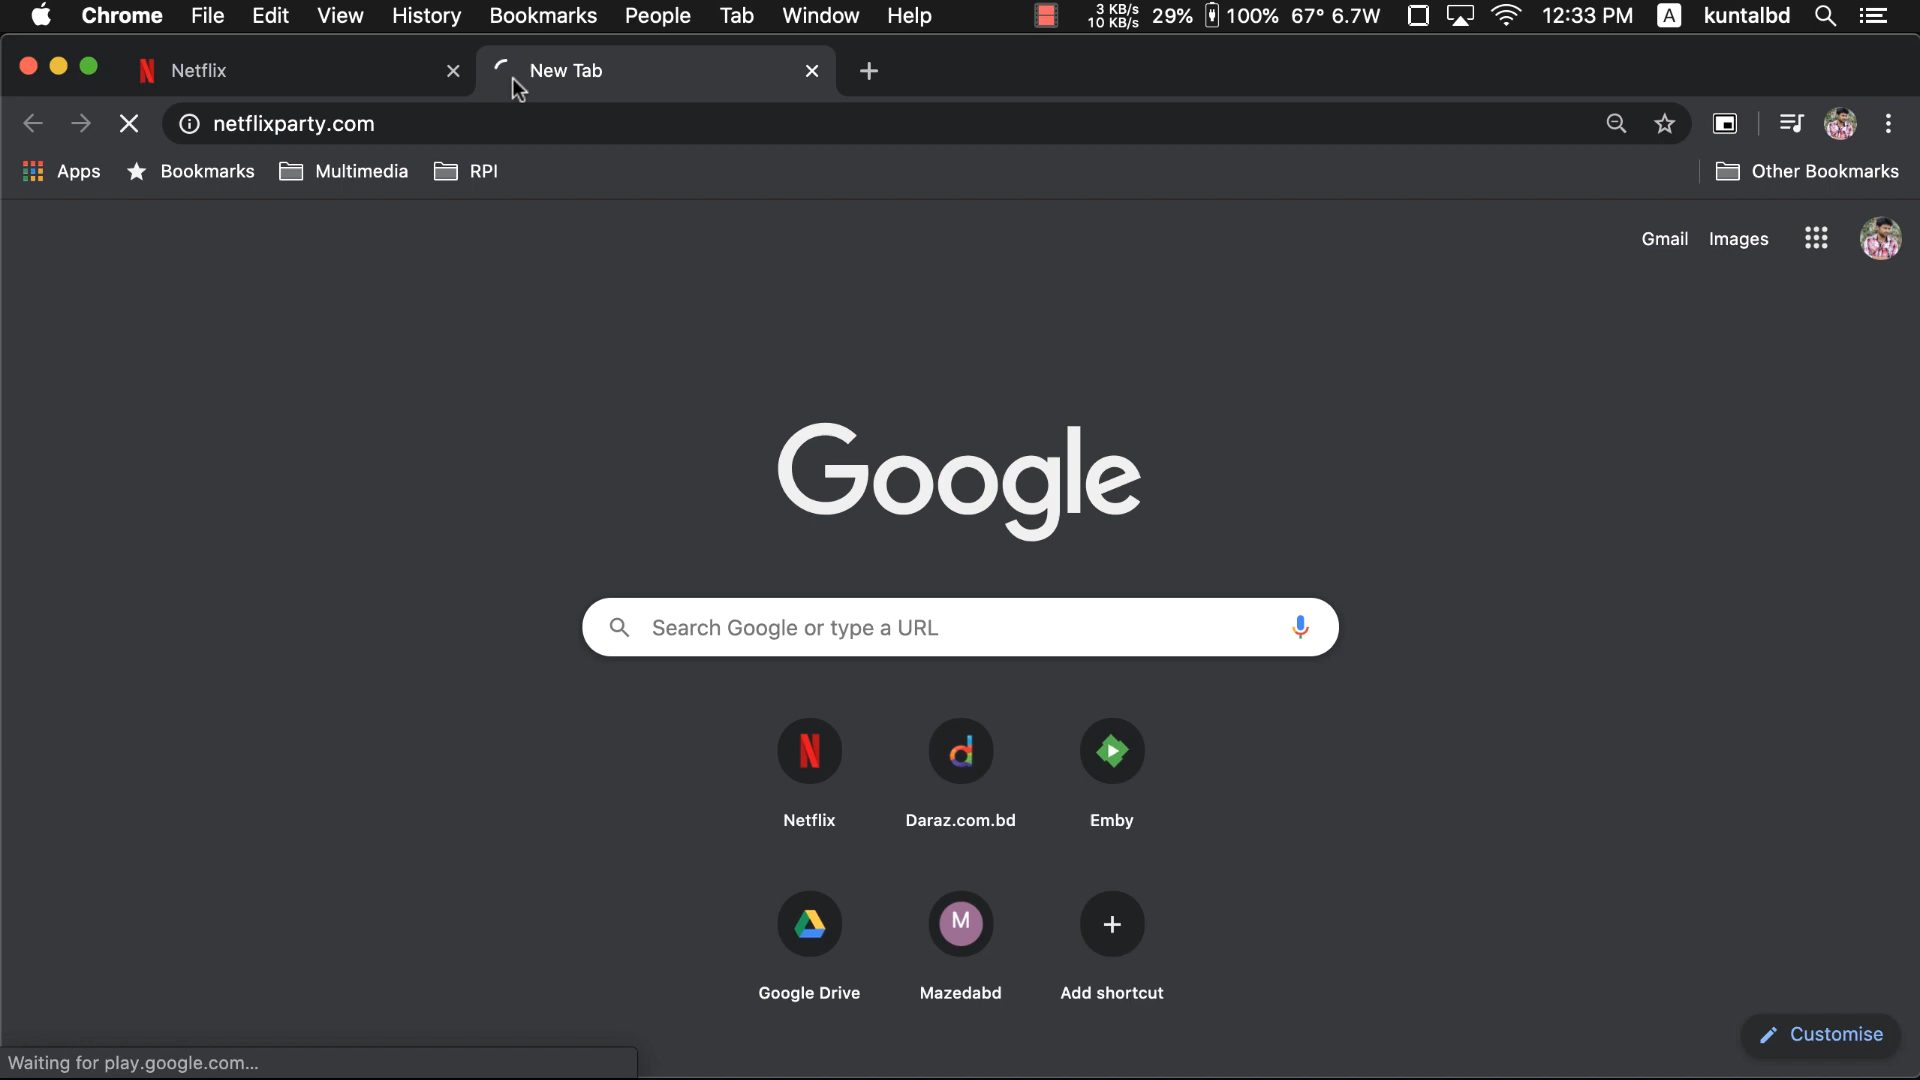 Chrome File Edit View History Bookmarks People Tab Window Help 3 KB/s 10 KB/s 29% 100% 67° 6.7W 12:33 PM A kuntalbd
Netflix New Tab
netflixparty.com
Apps Bookmarks Multimedia RPI Other Bookmarks
Gmail Images
Google
Search Google or type a URL
Netflix Daraz.com.bd Emby
M
Google Drive Mazedabd Add shortcut
Customise
Waiting for play.google.com...